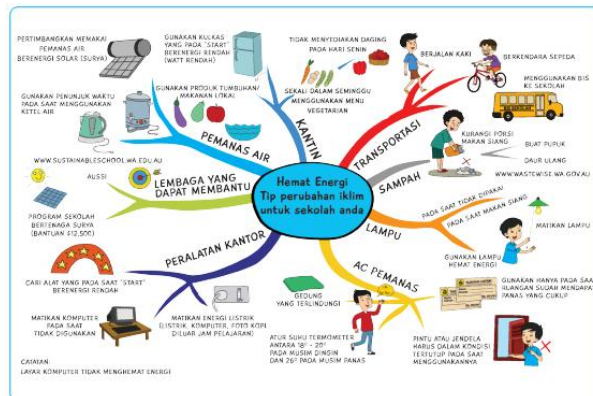 PERTIMBANGKAN MEMAKAI
PEMANAS AIR
BERENERGI SOLAR (SURYA)
GUNAKAN KULKAS
YANG PADA "START"
BERENERGI RENDAH
(WATT RENDAH)
TIDAK MENYEDIAKAN DAGING
PADA HARI SENIN
BERJALAN KAKI
BERKENDARA SEPEDA
MENGGUNAKAN BIS
KE SEKOLAH
GUNAKAN PENUNJUK WAKTU
PADA SAAT MENGGUNAKAN
KETEL AIR
GUNAKAN PRODUK TUMBUHAN/
MAKANAN LOKAL
SEKALI DALAM SEMINGGU
MENGGUNAKAN MENU
VEGETARIAN
PEMANAS AIR
KANTIN
TRANSPORTASI
SAMPAH
KURANGI PORSI
MAKAN SIANG
BUAT PUPUK
DAUR ULANG
WWW.WASTEWISE.WA.GOV.AU
WWW.SUSTAINABLESCHOOL.WA.EDU.AU
AUSSI
LEMBAGA YANG
DAPAT MEMBANTU
PROGRAM SEKOLAH
BERTENAGA SURYA
(BANTUAN $12,500)
Hemat Energi
Tip perubahan iklim
untuk sekolah anda
LAMPU
PADA SAAT TIDAK DIPAKAI
PADA SAAT MAKAN SIANG
MATIKAN LAMPU
GUNAKAN LAMPU
HEMAT ENERGI
PERALATAN KANTOR
CARI ALAT YANG PADA SAAT "START"
BERENERGI RENDAH
MATIKAN KOMPUTER
PADA SAAT
TIDAK DIGUNAKAN
MATIKAN ENERGI LISTRIK
(LISTRIK, KOMPUTER, FOTO KOPI
DILUAR JAM PELAJARAN)
CATATAN:
LAYAR KOMPUTER TIDAK MENGHEMAT ENERGI
AC PEMANAS
GEDUNG
YANG TERLINDUNGI
ATUR SUHU TERMOMETER
ANTARA 18° - 20°
PADA MUSIM DINGIN
DAN 26° PADA MUSIM PANAS
GUNAKAN HANYA PADA SAAT
RUANGAN SUDAH MENDAPAT
PANAS YANG CUKUP
PINTU ATAU JENDELA
HARUS DALAM KONDISI
TERTUTUP PADA SAAT
MENGGUNAKANNYA